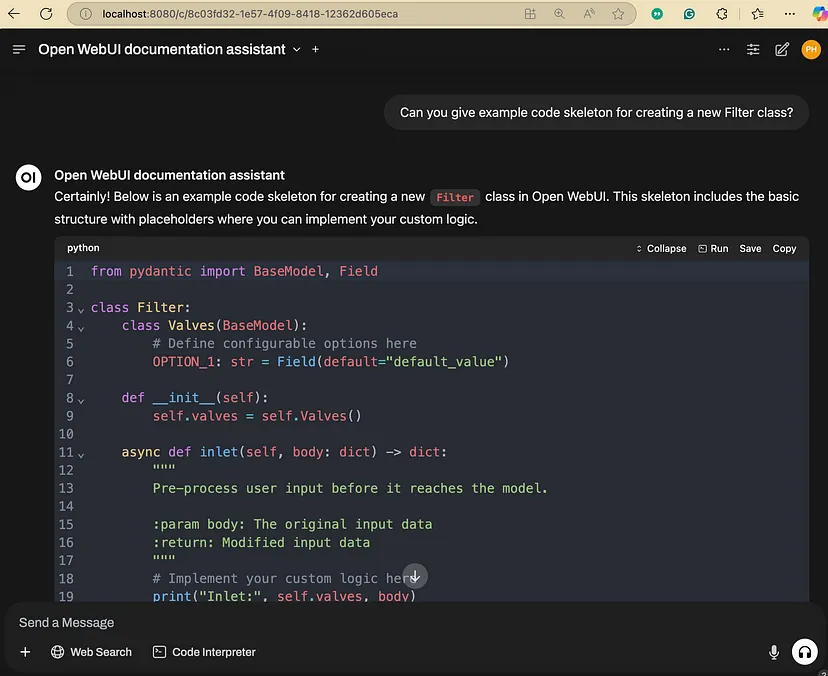 localhost:8080/c/8c03fd32-1e57-4f09-8418-12362d605eca
Open WebUI documentation assistant
PH
Can you give example code skeleton for creating a new Filter class?
OI
Open WebUI documentation assistant
Certainly! Below is an example code skeleton for creating a new Filter class in Open WebUI. This skeleton includes the basic
structure with placeholders where you can implement your custom logic.
python Collapse Run Save Copy
1 from pydantic import BaseModel, Field
2
3 class Filter:
4     class Valves(BaseModel):
5         # Define configurable options here
6         OPTION_1: str = Field(default="default_value")
7
8     def __init__(self):
9         self.valves = self.Valves()
10
11     async def inlet(self, body: dict) -> dict:
12         """
13         Pre-process user input before it reaches the model.
14
15         :param body: The original input data
16         :return: Modified input data
17         """
18         # Implement your custom logic here
19         print("Inlet:", self.valves, body)
Send a Message
+ Web Search Code Interpreter